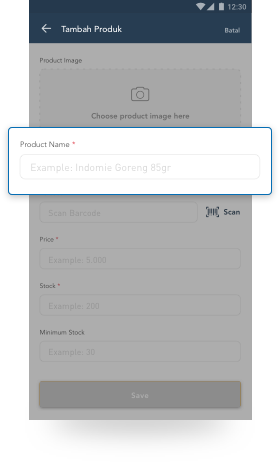 12:30
Tambah Produk
Batal
Product Image
Choose product image here
Product Name *
Example: Indomie Goreng 85gr
Scan Barcode
Scan
Price *
Example: 5.000
Stock *
Example: 200
Minimum Stock
Example: 30
Save